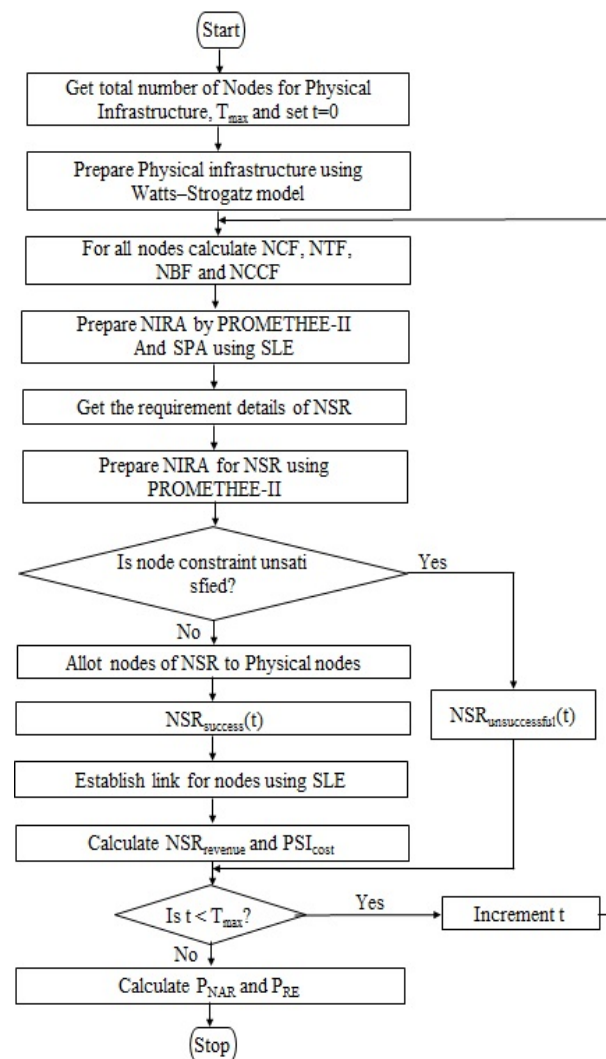 Start
Get total number of Nodes for Physical
Infrastructure, Tmax and set t=0
Prepare Physical infrastructure using
Watts–Strogatz model
For all nodes calculate NCF, NTF,
NBF and NCCF
Prepare NIRA by PROMETHEE-II
And SPA using SLE
Get the requirement details of NSR
Prepare NIRA for NSR using
PROMETHEE-II
Is node constraint unsati
sfied?
Yes
No
Allot nodes of NSR to Physical nodes
NSRsuccess(t)
NSRunsuccessful(t)
Establish link for nodes using SLE
Calculate NSRrevenue and PSIcost
Is t < Tmax?
Yes
Increment t
No
Calculate PNAR and PRE
Stop